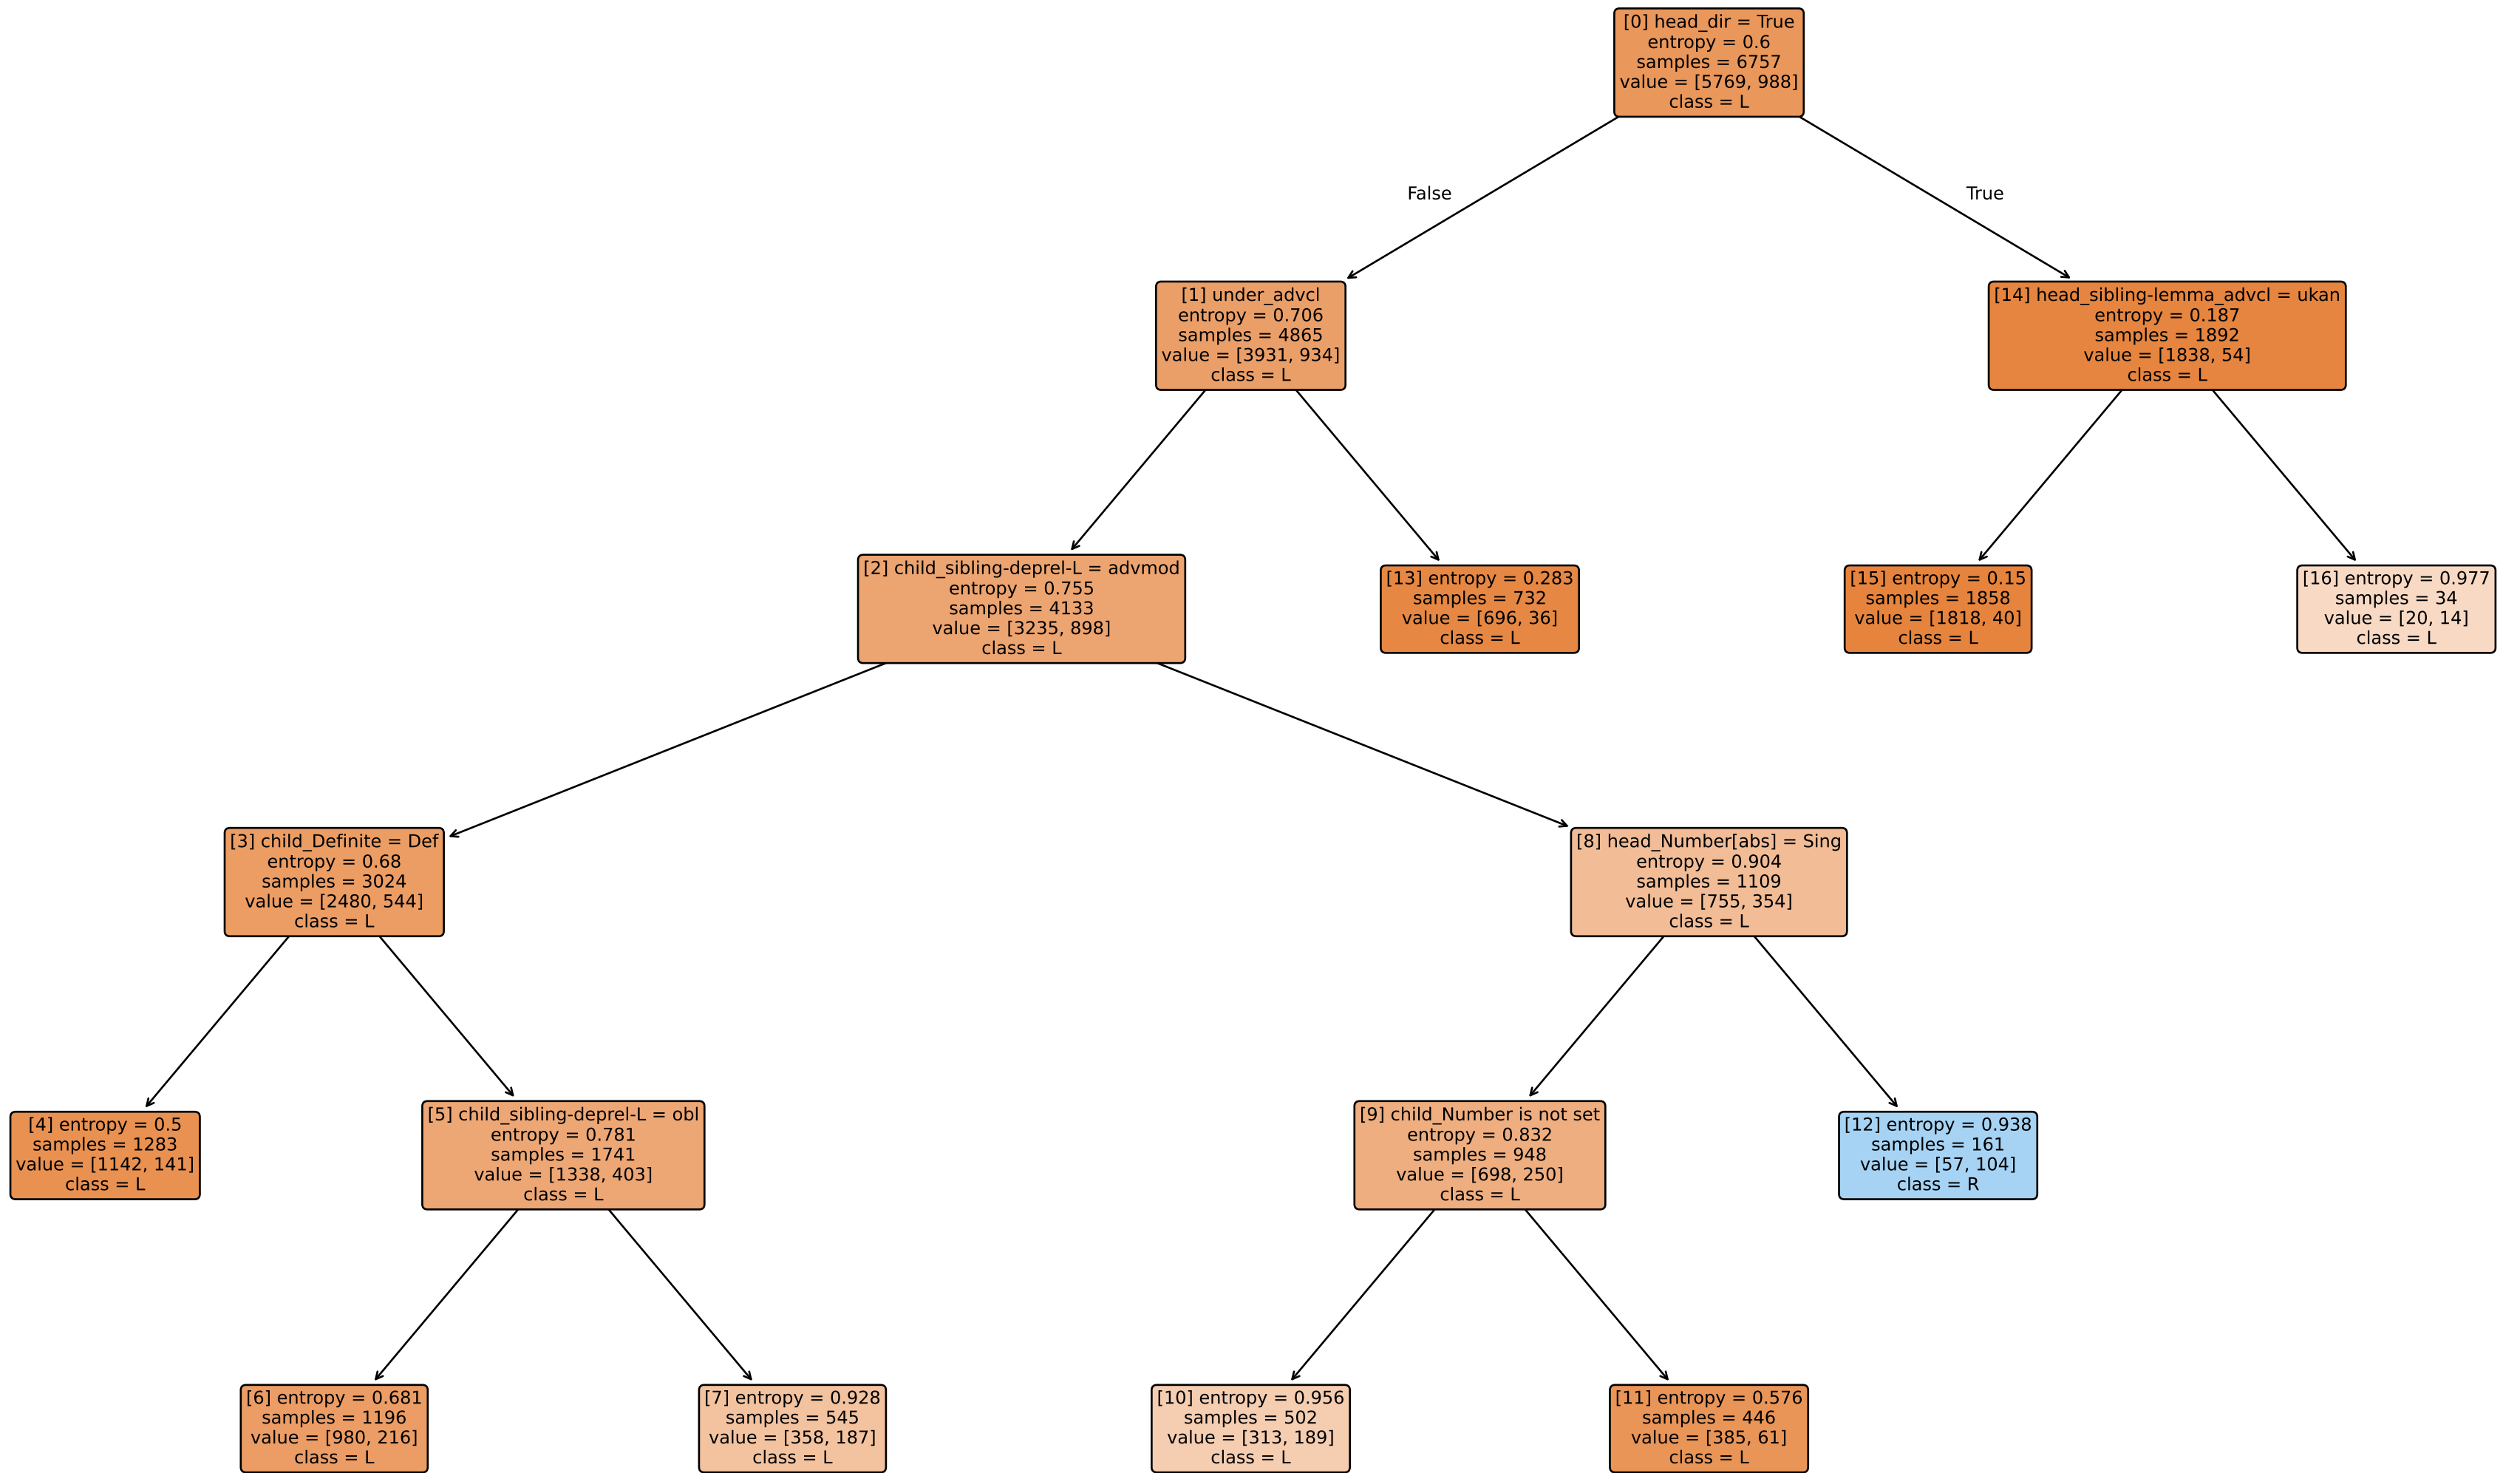 [0] head_dir = True
entropy = 0.6
samples = 6757
value = [5769, 988]
class = L
False
True
[1] under_advcl
entropy = 0.706
samples = 4865
value = [3931, 934]
class = L
[14] head_sibling-lemma_advcl = ukan
entropy = 0.187
samples = 1892
value = [1838, 54]
class = L
[2] child_sibling-deprel-L = advmod
entropy = 0.755
samples = 4133
value = [3235, 898]
class = L
[13] entropy = 0.283
samples = 732
value = [696, 36]
class = L
[15] entropy = 0.15
samples = 1858
value = [1818, 40]
class = L
[16] entropy = 0.977
samples = 34
value = [20, 14]
class = L
[3] child_Definite = Def
entropy = 0.68
samples = 3024
value = [2480, 544]
class = L
[8] head_Number[abs] = Sing
entropy = 0.904
samples = 1109
value = [755, 354]
class = L
[4] entropy = 0.5
samples = 1283
value = [1142, 141]
class = L
[5] child_sibling-deprel-L = obl
entropy = 0.781
samples = 1741
value = [1338, 403]
class = L
[9] child_Number is not set
entropy = 0.832
samples = 948
value = [698, 250]
class = L
[12] entropy = 0.938
samples = 161
value = [57, 104]
class = R
[6] entropy = 0.681
samples = 1196
value = [980, 216]
class = L
[7] entropy = 0.928
samples = 545
value = [358, 187]
class = L
[10] entropy = 0.956
samples = 502
value = [313, 189]
class = L
[11] entropy = 0.576
samples = 446
value = [385, 61]
class = L